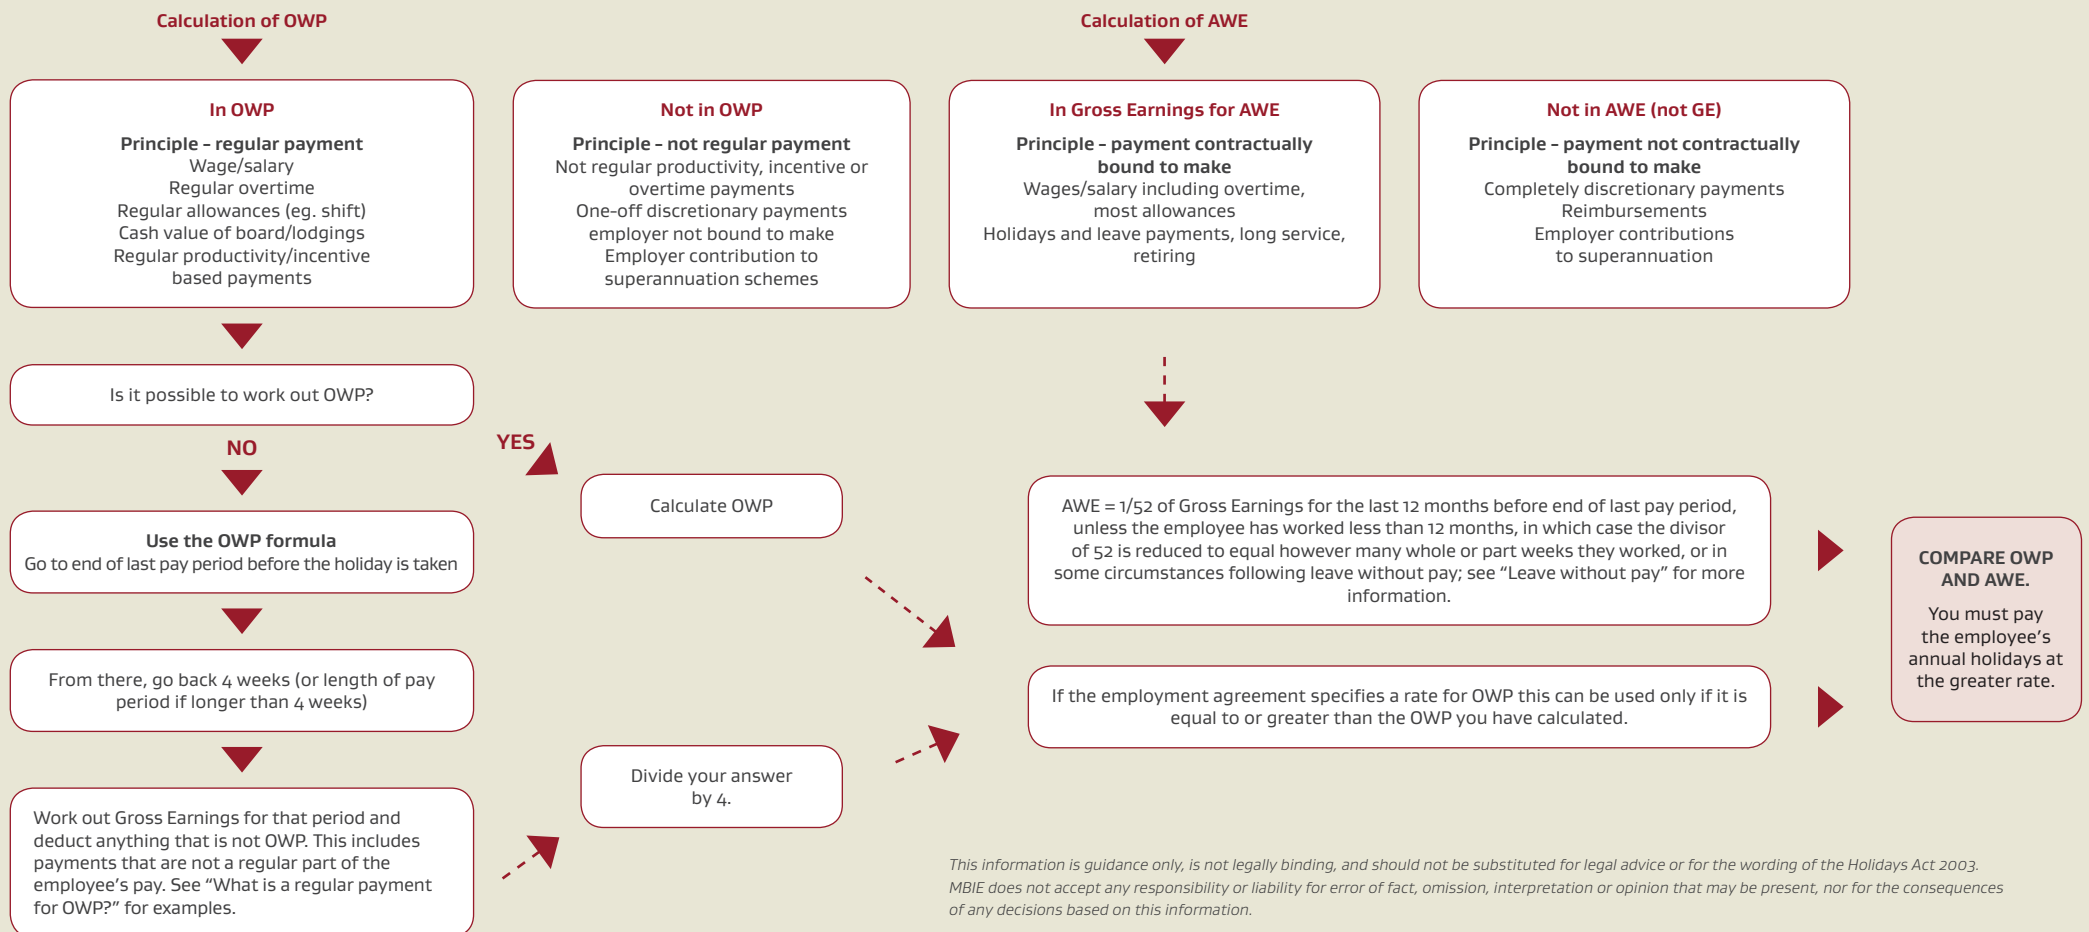 Calculation of OWP
In OWP
Principle – regular payment
Wage/salary
Regular overtime
Regular allowances (eg. shift)
Cash value of board/lodgings
Regular productivity/incentive
based payments
Not in OWP
Principle – not regular payment
Not regular productivity, incentive or
overtime payments
One-off discretionary payments
employer not bound to make
Employer contribution to
superannuation schemes
Calculation of AWE
In Gross Earnings for AWE
Principle – payment contractually
bound to make
Wages/salary including overtime,
most allowances
Holidays and leave payments, long service,
retiring
Not in AWE (not GE)
Principle – payment not contractually
bound to make
Completely discretionary payments
Reimbursements
Employer contributions
to superannuation
Is it possible to work out OWP?
NO
YES
Use the OWP formula
Go to end of last pay period before the holiday is taken
From there, go back 4 weeks (or length of pay
period if longer than 4 weeks)
Work out Gross Earnings for that period and
deduct anything that is not OWP. This includes
payments that are not a regular part of the
employee's pay. See "What is a regular payment
for OWP?" for examples.
Calculate OWP
Divide your answer
by 4.
AWE = 1/52 of Gross Earnings for the last 12 months before end of last pay period,
unless the employee has worked less than 12 months, in which case the divisor
of 52 is reduced to equal however many whole or part weeks they worked, or in
some circumstances following leave without pay; see "Leave without pay" for more
information.
If the employment agreement specifies a rate for OWP this can be used only if it is
equal to or greater than the OWP you have calculated.
COMPARE OWP
AND AWE.
You must pay
the employee's
annual holidays at
the greater rate.
This information is guidance only, is not legally binding, and should not be substituted for legal advice or for the wording of the Holidays Act 2003.
MBIE does not accept any responsibility or liability for error of fact, omission, interpretation or opinion that may be present, nor for the consequences
of any decisions based on this information.